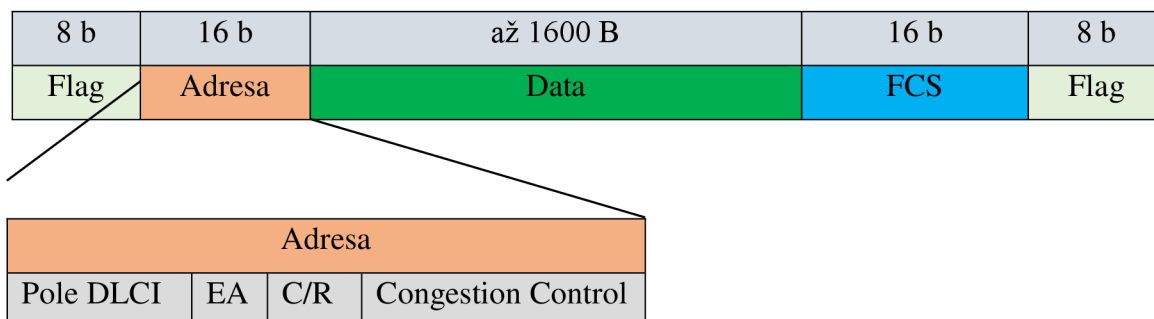 8 b 16 b až 1600 B 16 b 8 b
Flag Adresa Data FCS Flag
Adresa
Pole DLCI EA C/R Congestion Control